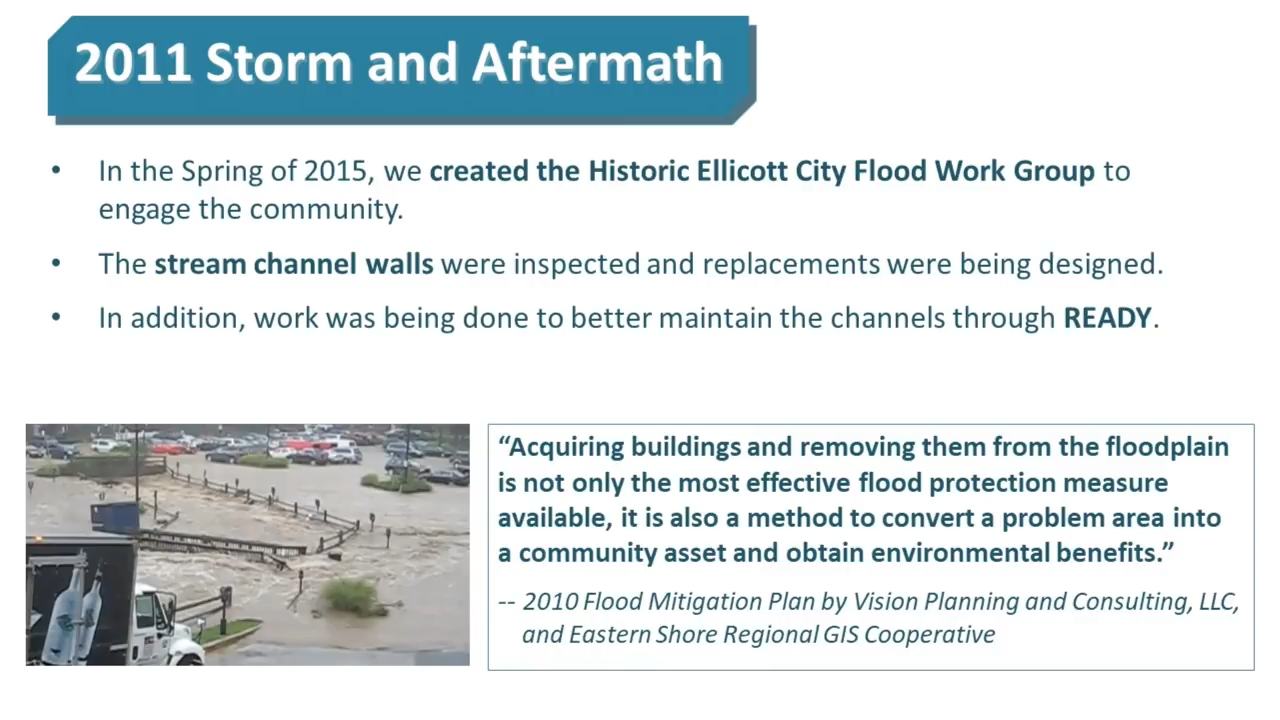 2011 Storm and Aftermath
• In the Spring of 2015, we created the Historic Ellicott City Flood Work Group to
engage the community.
• The stream channel walls were inspected and replacements were being designed.
• In addition, work was being done to better maintain the channels through READY.
“Acquiring buildings and removing them from the floodplain
is not only the most effective flood protection measure
available, it is also a method to convert a problem area into
a community asset and obtain environmental benefits.”
-- 2010 Flood Mitigation Plan by Vision Planning and Consulting, LLC,
and Eastern Shore Regional GIS Cooperative